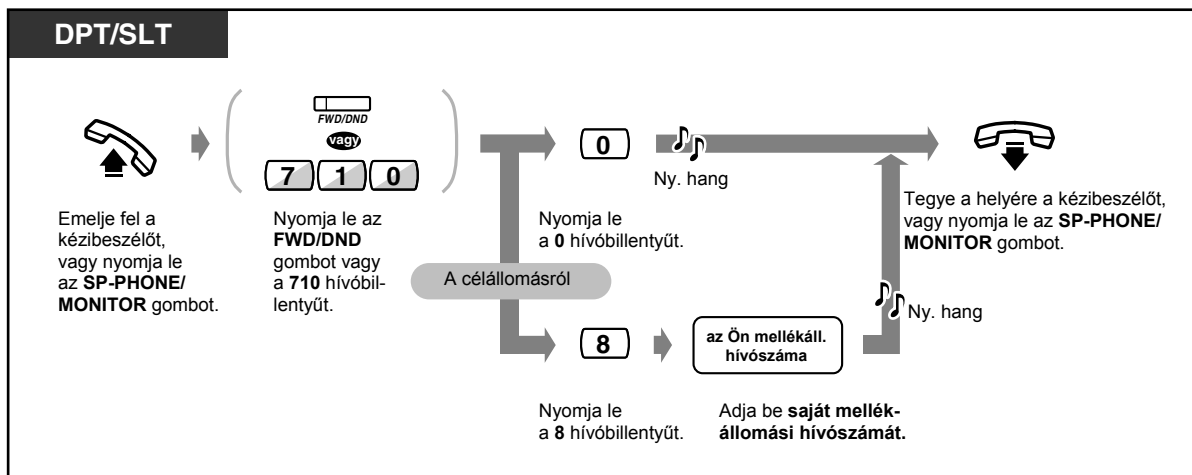 DPT/SLT
FWD/DND
vagy
7 1 0
0
Ny. hang
Emelje fel a
kézibeszélőt,
vagy nyomja le
az SP-PHONE/
MONITOR gombot.
Nyomja le az
FWD/DND
gombot vagy
a 710 hívóbil-
lentyűt.
Nyomja le
a 0 hívóbillentyűt.
Tegye a helyére a kézibeszélőt,
vagy nyomja le az SP-PHONE/
MONITOR gombot.
A célállomásról
Ny. hang
8
az Ön mellékáll.
hívószáma
Nyomja le
a 8 hívóbillentyűt.
Adja be saját mellék-
állomási hívószámát.